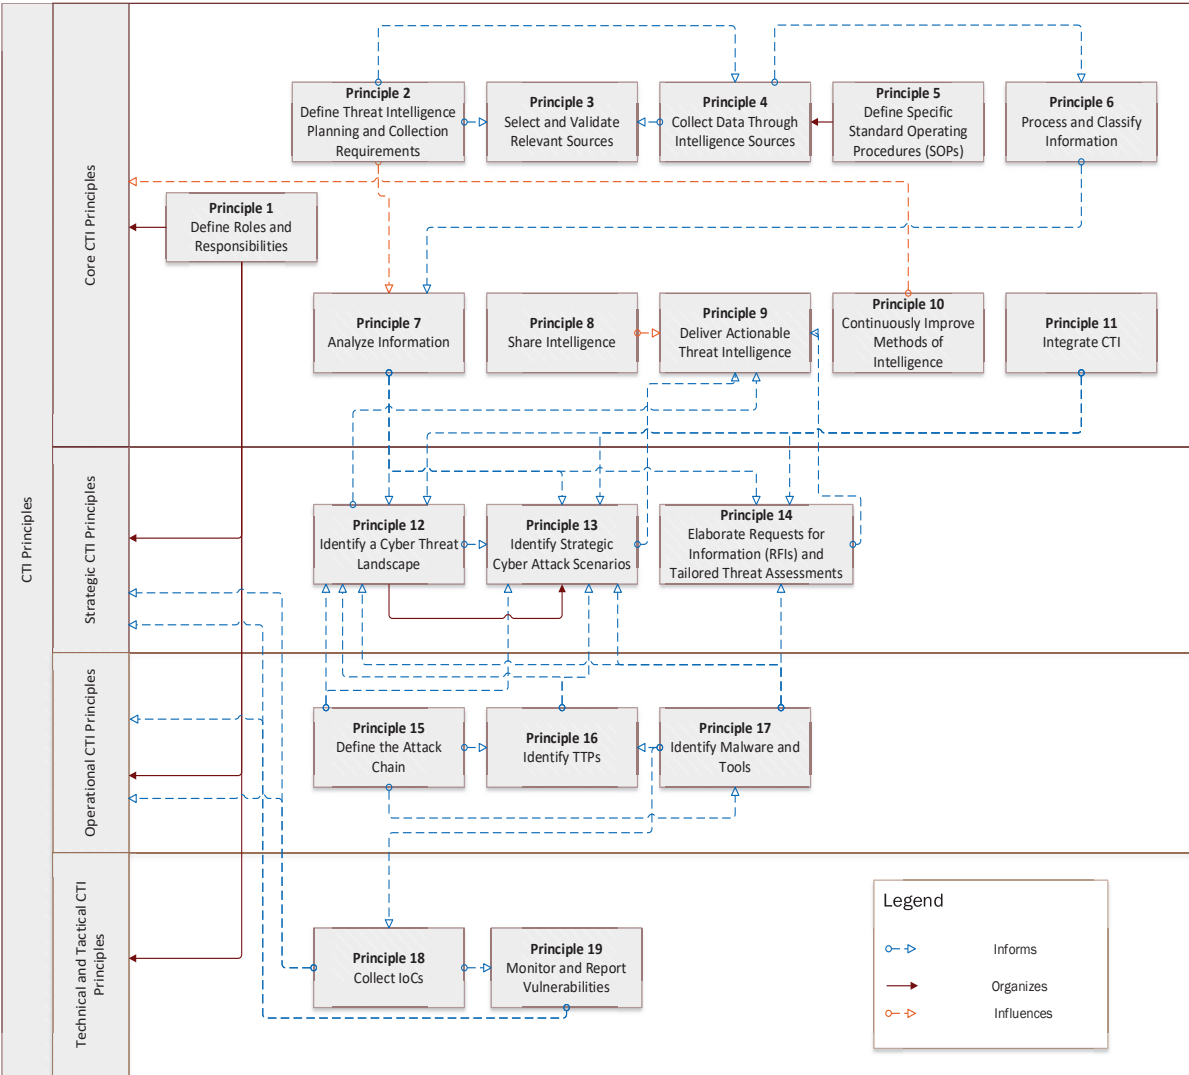 CTI Principles
Core CTI Principles
Principle 2
Define Threat Intelligence
Planning and Collection
Requirements
Principle 3
Select and Validate
Relevant Sources
Principle 4
Collect Data Through
Intelligence Sources
Principle 5
Define Specific
Standard Operating
Procedures (SOPs)
Principle 6
Process and Classify
Information
Principle 1
Define Roles and
Responsibilities
Principle 7
Analyze Information
Principle 8
Share Intelligence
Principle 9
Deliver Actionable
Threat Intelligence
Principle 10
Continuously Improve
Methods of
Intelligence
Principle 11
Integrate CTI
Strategic CTI Principles
Principle 12
Identify a Cyber Threat
Landscape
Principle 13
Identify Strategic
Cyber Attack Scenarios
Principle 14
Elaborate Requests for
Information (RFIs) and
Tailored Threat Assessments
Operational CTI Principles
Principle 15
Define the Attack
Chain
Principle 16
Identify TTPs
Principle 17
Identify Malware and
Tools
Technical and Tactical CTI
Principles
Principle 18
Collect IoCs
Principle 19
Monitor and Report
Vulnerabilities
Legend
Informs
Organizes
Influences